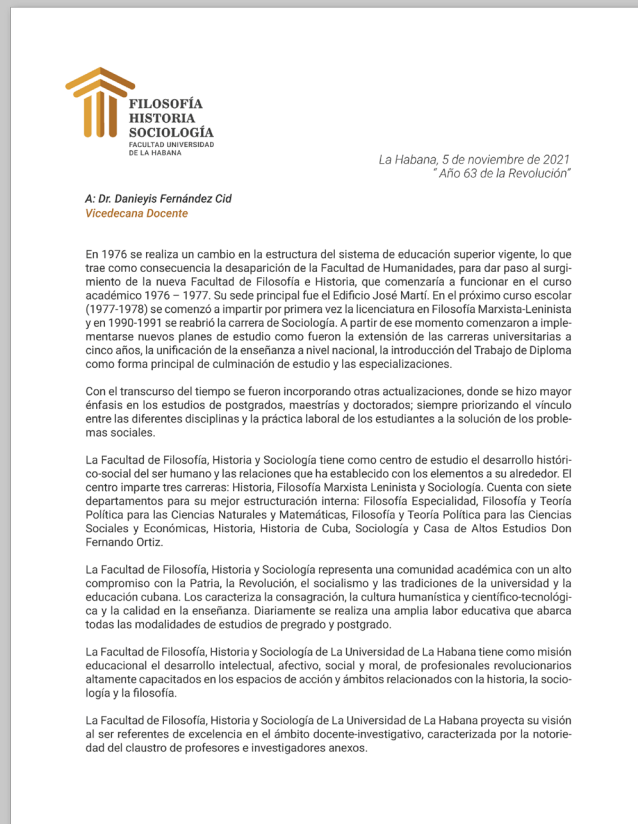 FILOSOFÍA
HISTORIA
SOCIOLOGÍA
FACULTAD UNIVERSIDAD
DE LA HABANA
La Habana, 5 de noviembre de 2021
“ Año 63 de la Revolución”
A: Dr. Danieyis Fernández Cid
Vicedecana Docente
En 1976 se realiza un cambio en la estructura del sistema de educación superior vigente, lo que
trae como consecuencia la desaparición de la Facultad de Humanidades, para dar paso al surgi-
miento de la nueva Facultad de Filosofía e Historia, que comenzaría a funcionar en el curso
académico 1976 – 1977. Su sede principal fue el Edificio José Martí. En el próximo curso escolar
(1977-1978) se comenzó a impartir por primera vez la licenciatura en Filosofía Marxista-Leninista
y en 1990-1991 se reabrió la carrera de Sociología. A partir de ese momento comenzaron a imple-
mentarse nuevos planes de estudio como fueron la extensión de las carreras universitarias a
cinco años, la unificación de la enseñanza a nivel nacional, la introducción del Trabajo de Diploma
como forma principal de culminación de estudio y las especializaciones.
Con el transcurso del tiempo se fueron incorporando otras actualizaciones, donde se hizo mayor
énfasis en los estudios de postgrados, maestrías y doctorados; siempre priorizando el vínculo
entre las diferentes disciplinas y la práctica laboral de los estudiantes a la solución de los proble-
mas sociales.
La Facultad de Filosofía, Historia y Sociología tiene como centro de estudio el desarrollo históri-
co-social del ser humano y las relaciones que ha establecido con los elementos a su alrededor. El
centro imparte tres carreras: Historia, Filosofía Marxista Leninista y Sociología. Cuenta con siete
departamentos para su mejor estructuración interna: Filosofía Especialidad, Filosofía y Teoría
Política para las Ciencias Naturales y Matemáticas, Filosofía y Teoría Política para las Ciencias
Sociales y Económicas, Historia, Historia de Cuba, Sociología y Casa de Altos Estudios Don
Fernando Ortiz.
La Facultad de Filosofía, Historia y Sociología representa una comunidad académica con un alto
compromiso con la Patria, la Revolución, el socialismo y las tradiciones de la universidad y la
educación cubana. Los caracteriza la consagración, la cultura humanística y científico-tecnológi-
ca y la calidad en la enseñanza. Diariamente se realiza una amplia labor educativa que abarca
todas las modalidades de estudios de pregrado y postgrado.
La Facultad de Filosofía, Historia y Sociología de La Universidad de La Habana tiene como misión
educacional el desarrollo intelectual, afectivo, social y moral, de profesionales revolucionarios
altamente capacitados en los espacios de acción y ámbitos relacionados con la historia, la socio-
logía y la filosofía.
La Facultad de Filosofía, Historia y Sociología de La Universidad de La Habana proyecta su visión
al ser referentes de excelencia en el ámbito docente-investigativo, caracterizada por la notorie-
dad del claustro de profesores e investigadores anexos.